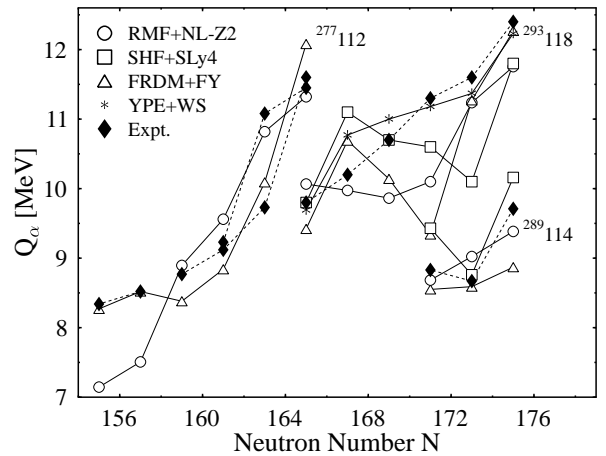 12
11
10
9
8
7
Qα [MeV]
RMF+NL-Z2
SHF+SLy4
FRDM+FY
YPE+WS
Expt.
²⁷⁷112
²⁹³118
²⁸⁹114
156 160 164 168 172 176
Neutron Number N